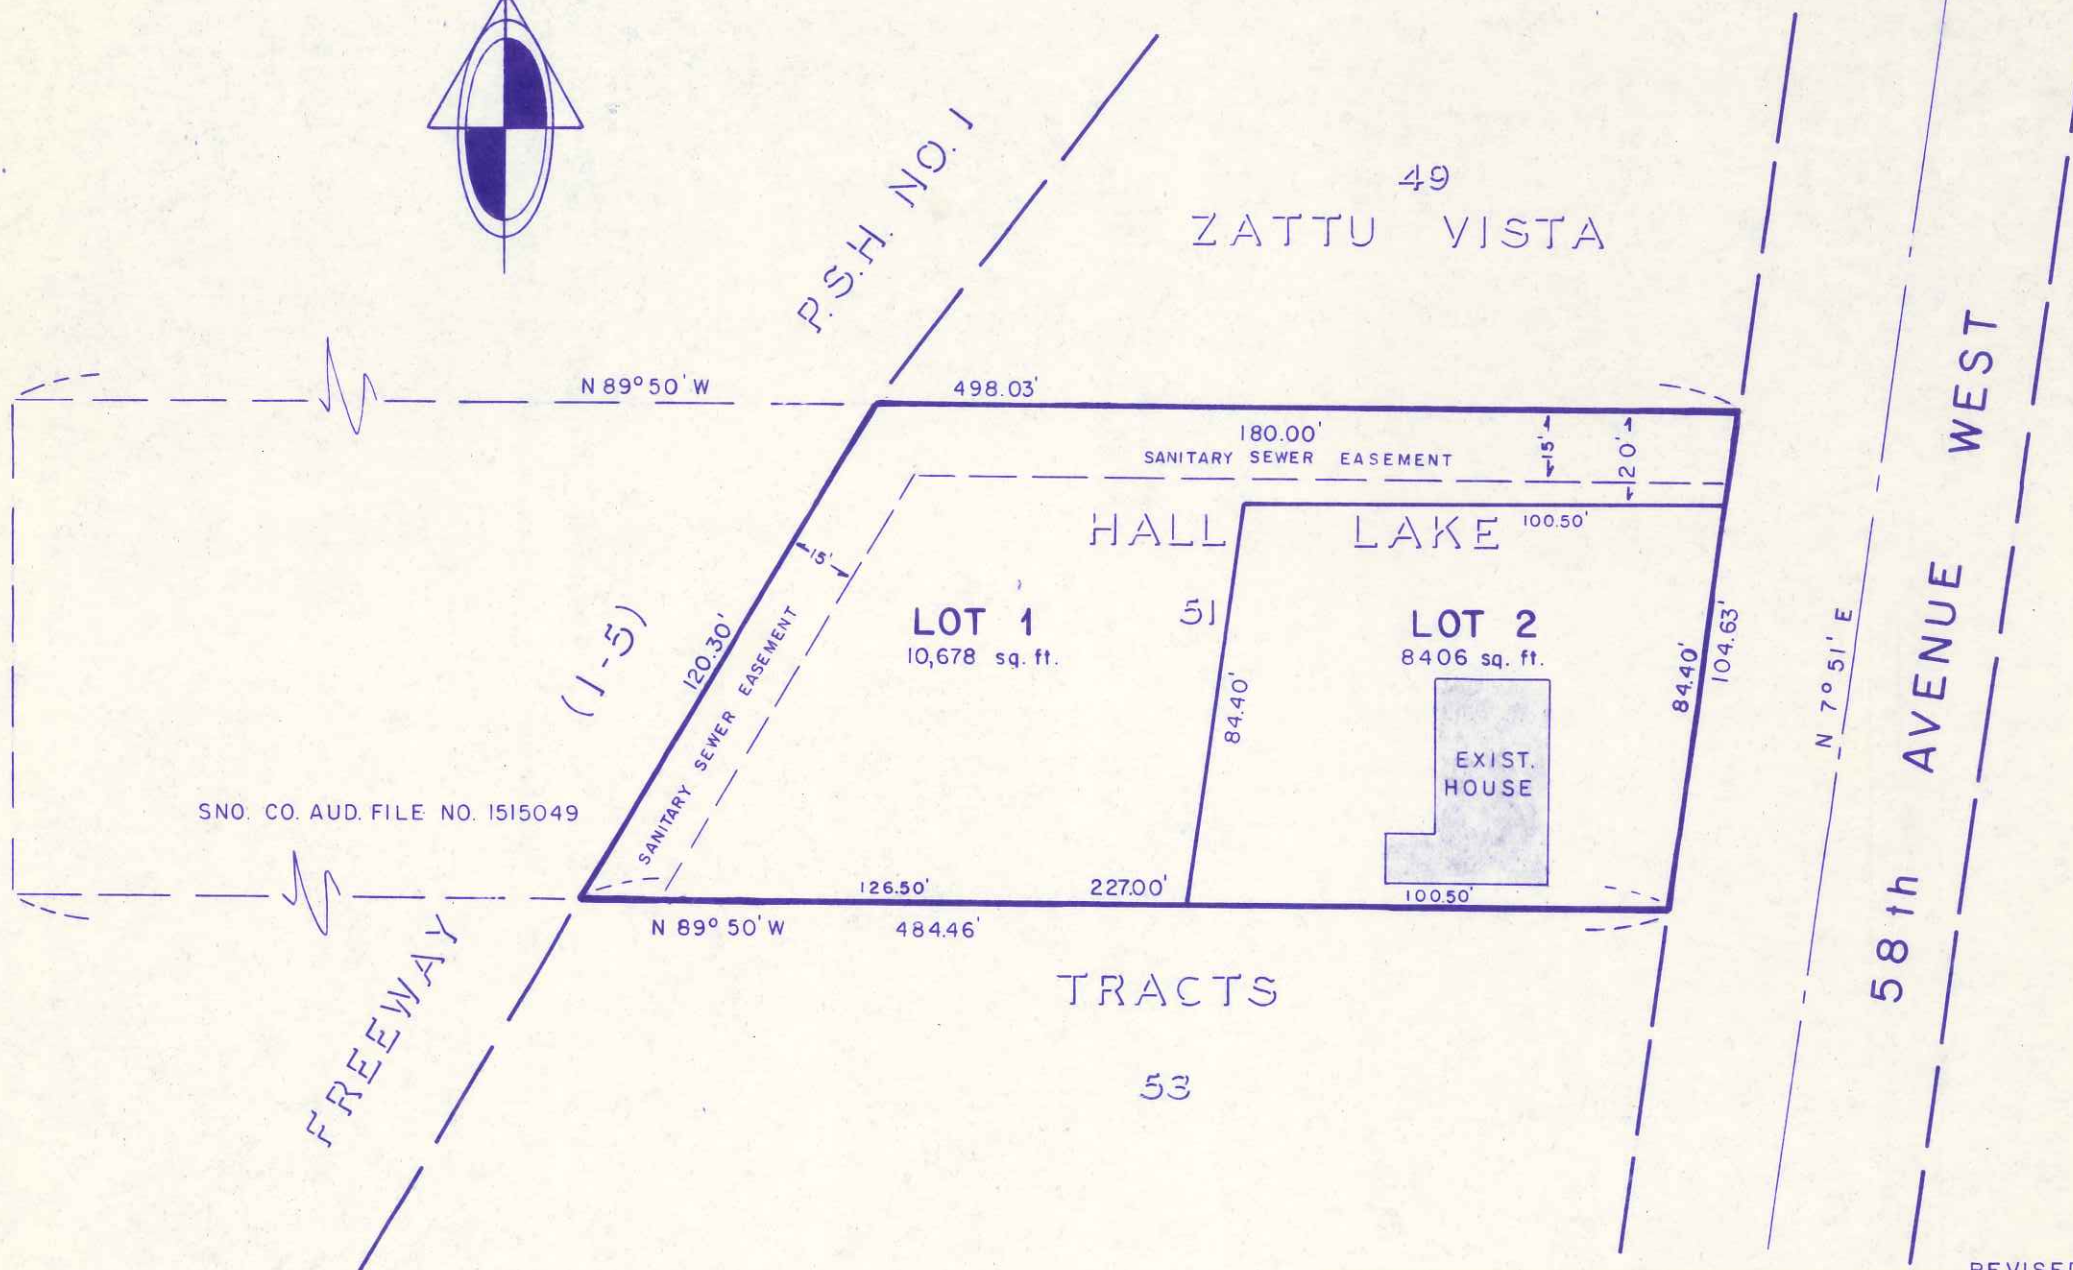 P.S.H. NO. 1
49
ZATTU VISTA
N 89° 50' W
498.03'
180.00'
SANITARY SEWER EASEMENT
15'
20'
HALL LAKE
100.50'
15'
LOT 1
10,678 sq. ft.
51
LOT 2
8406 sq. ft.
120.30'
(1-5)
SANITARY SEWER EASEMENT
84.40'
84.40'
104.63'
N 7° 51' E
58th AVENUE WEST
EXIST.
HOUSE
SNO. CO. AUD. FILE NO. 1515049
126.50'
227.00'
100.50'
N 89° 50' W
484.46'
FREEWAY
TRACTS
53
REVISED